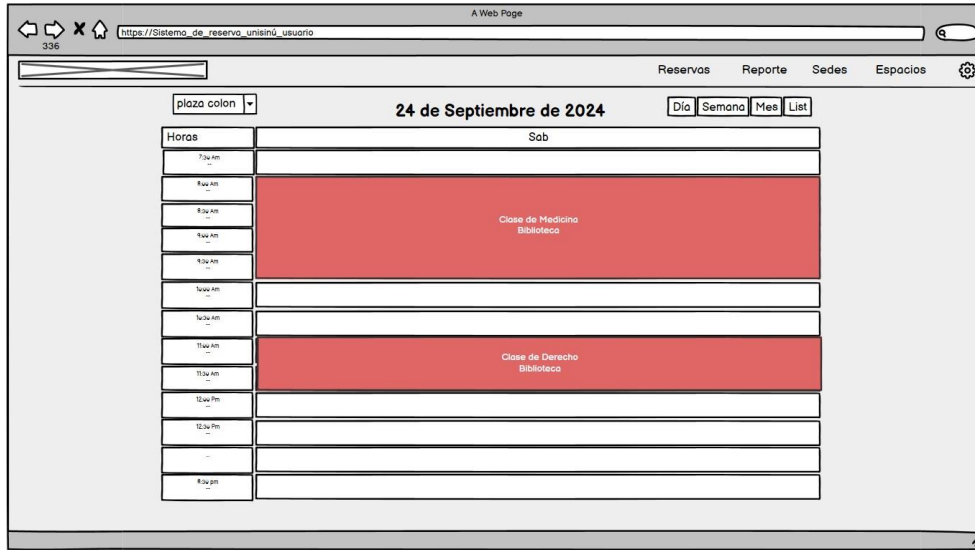 A Web Page
https://Sistema_de_reserva_unisinú_usuario
336
Reservas Reporte Sedes Espacios
plaza colon
24 de Septiembre de 2024
Día Semana Mes List
Horas Sab
7:30 Am
8:00 Am
8:30 Am
Clase de Medicina
Biblioteca
9:00 Am
9:30 Am
10:00 Am
10:30 Am
11:00 Am
Clase de Derecho
Biblioteca
11:30 Am
12:00 Pm
12:30 Pm
...
8:30 pm